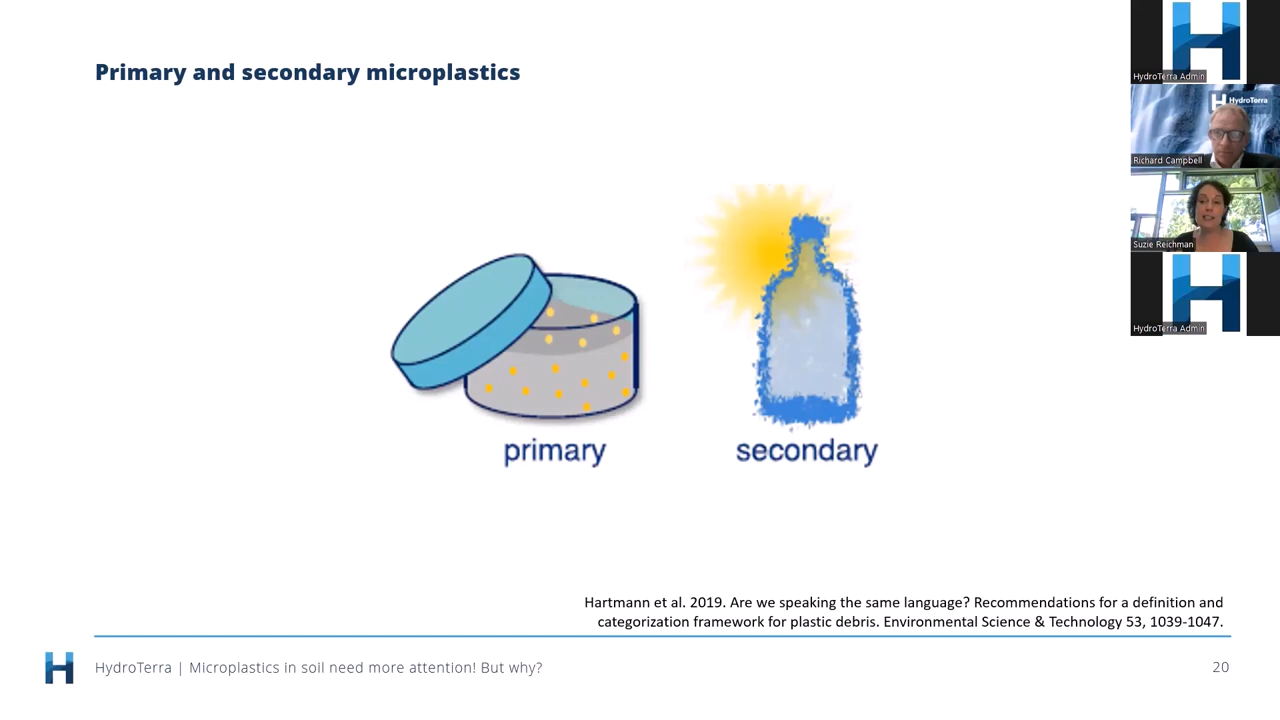 Primary and secondary microplastics
primary
secondary
Hartmann et al. 2019. Are we speaking the same language? Recommendations for a definition and
categorization framework for plastic debris. Environmental Science & Technology 53, 1039-1047.
HydroTerra | Microplastics in soil need more attention! But why?
20
HydroTerra Admin
HydroTerra
Richard Campbell
Suzie Reichman
HydroTerra Admin